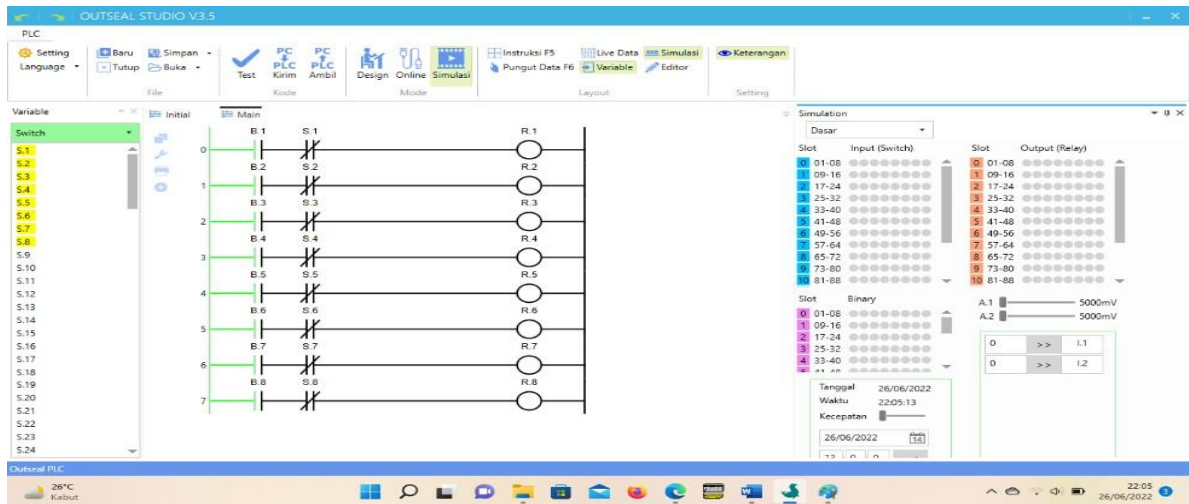 OUTSEAL STUDIO V.3.5
PLC
Setting
Language
Baru
Simpan
Tutup
Buka
File
Test
PC PLC Kirim
PC PLC Ambil
Kode
Design
Online
Simulasi
Mode
Instruksi F5
Live Data
Simulasi
Pungut Data F6
Variable
Editor
Layout
Keterangan
Setting
Variable
Switch
S.1
S.2
S.3
S.4
S.5
S.6
S.7
S.8
S.9
S.10
S.11
S.12
S.13
S.14
S.15
S.16
S.17
S.18
S.19
S.20
S.21
S.22
S.23
S.24
Initial
Main
B.1 S.1 R.1
0
B.2 S.2 R.2
1
B.3 S.3 R.3
2
B.4 S.4 R.4
3
B.5 S.5 R.5
4
B.6 S.6 R.6
5
B.7 S.7 R.7
6
B.8 S.8 R.8
7
Simulation
Dasar
Slot Input (Switch)
0 01-08
1 09-16
2 17-24
3 25-32
4 33-40
5 41-48
6 49-56
7 57-64
8 65-72
9 73-80
10 81-88
Slot Output (Relay)
0 01-08
1 09-16
2 17-24
3 25-32
4 33-40
5 41-48
6 49-56
7 57-64
8 65-72
9 73-80
10 81-88
Slot Binary
0 01-08
1 09-16
2 17-24
3 25-32
4 33-40
A.1 5000mV
A.2 5000mV
0 >> I.1
0 >> I.2
Tanggal 26/06/2022
Waktu 22:05:13
Kecepatan
26/06/2022 14
Outseal PLC
26°C
Kabut
22:05
26/06/2022